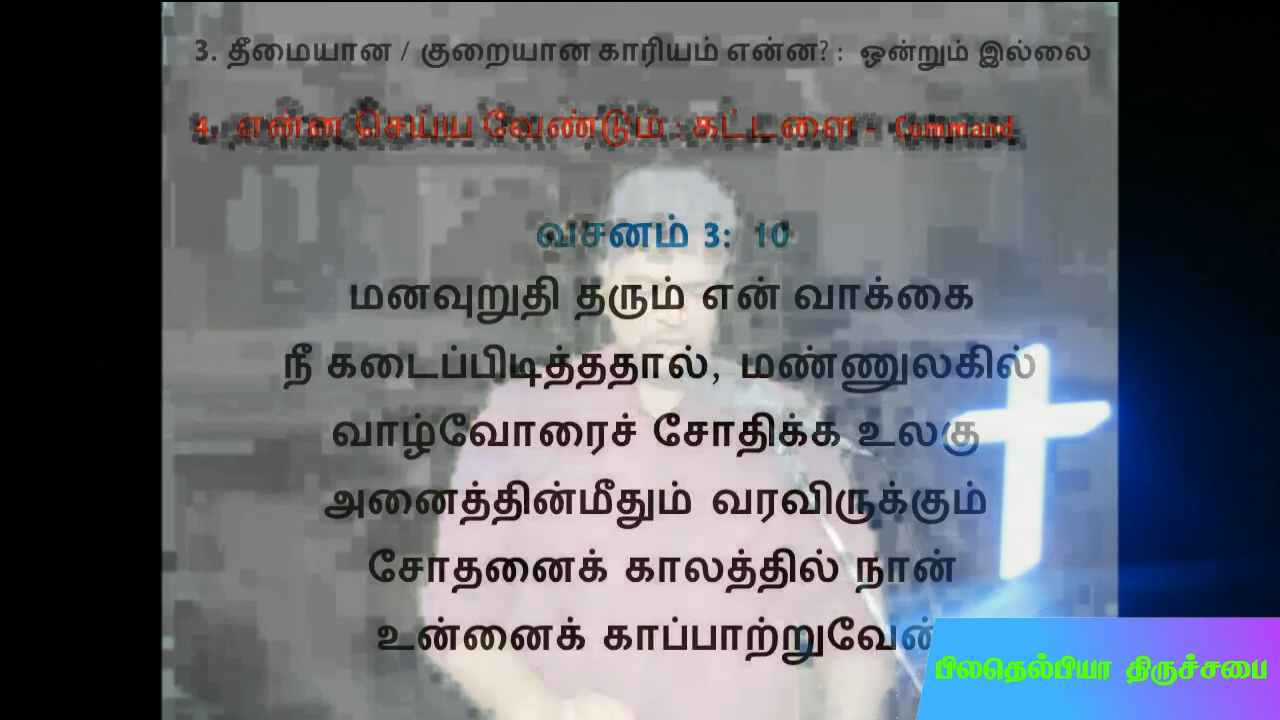 3. தீமையான / குறையான காரியம் என்ன? : ஒன்றும் இல்லை
4. என்ன செய்ய வேண்டும் : கட்டளை - Command
வசனம் 3: 10
மனவுறுதி தரும் என் வாக்கை
நீ கடைப்பிடித்ததால், மண்ணுலகில்
வாழ்வோரைச் சோதிக்க உலகு
அனைத்தின்மீதும் வரவிருக்கும்
சோதனைக் காலத்தில் நான்
உன்னைக் காப்பாற்றுவேன்
பிலதெல்பியா திருச்சபை